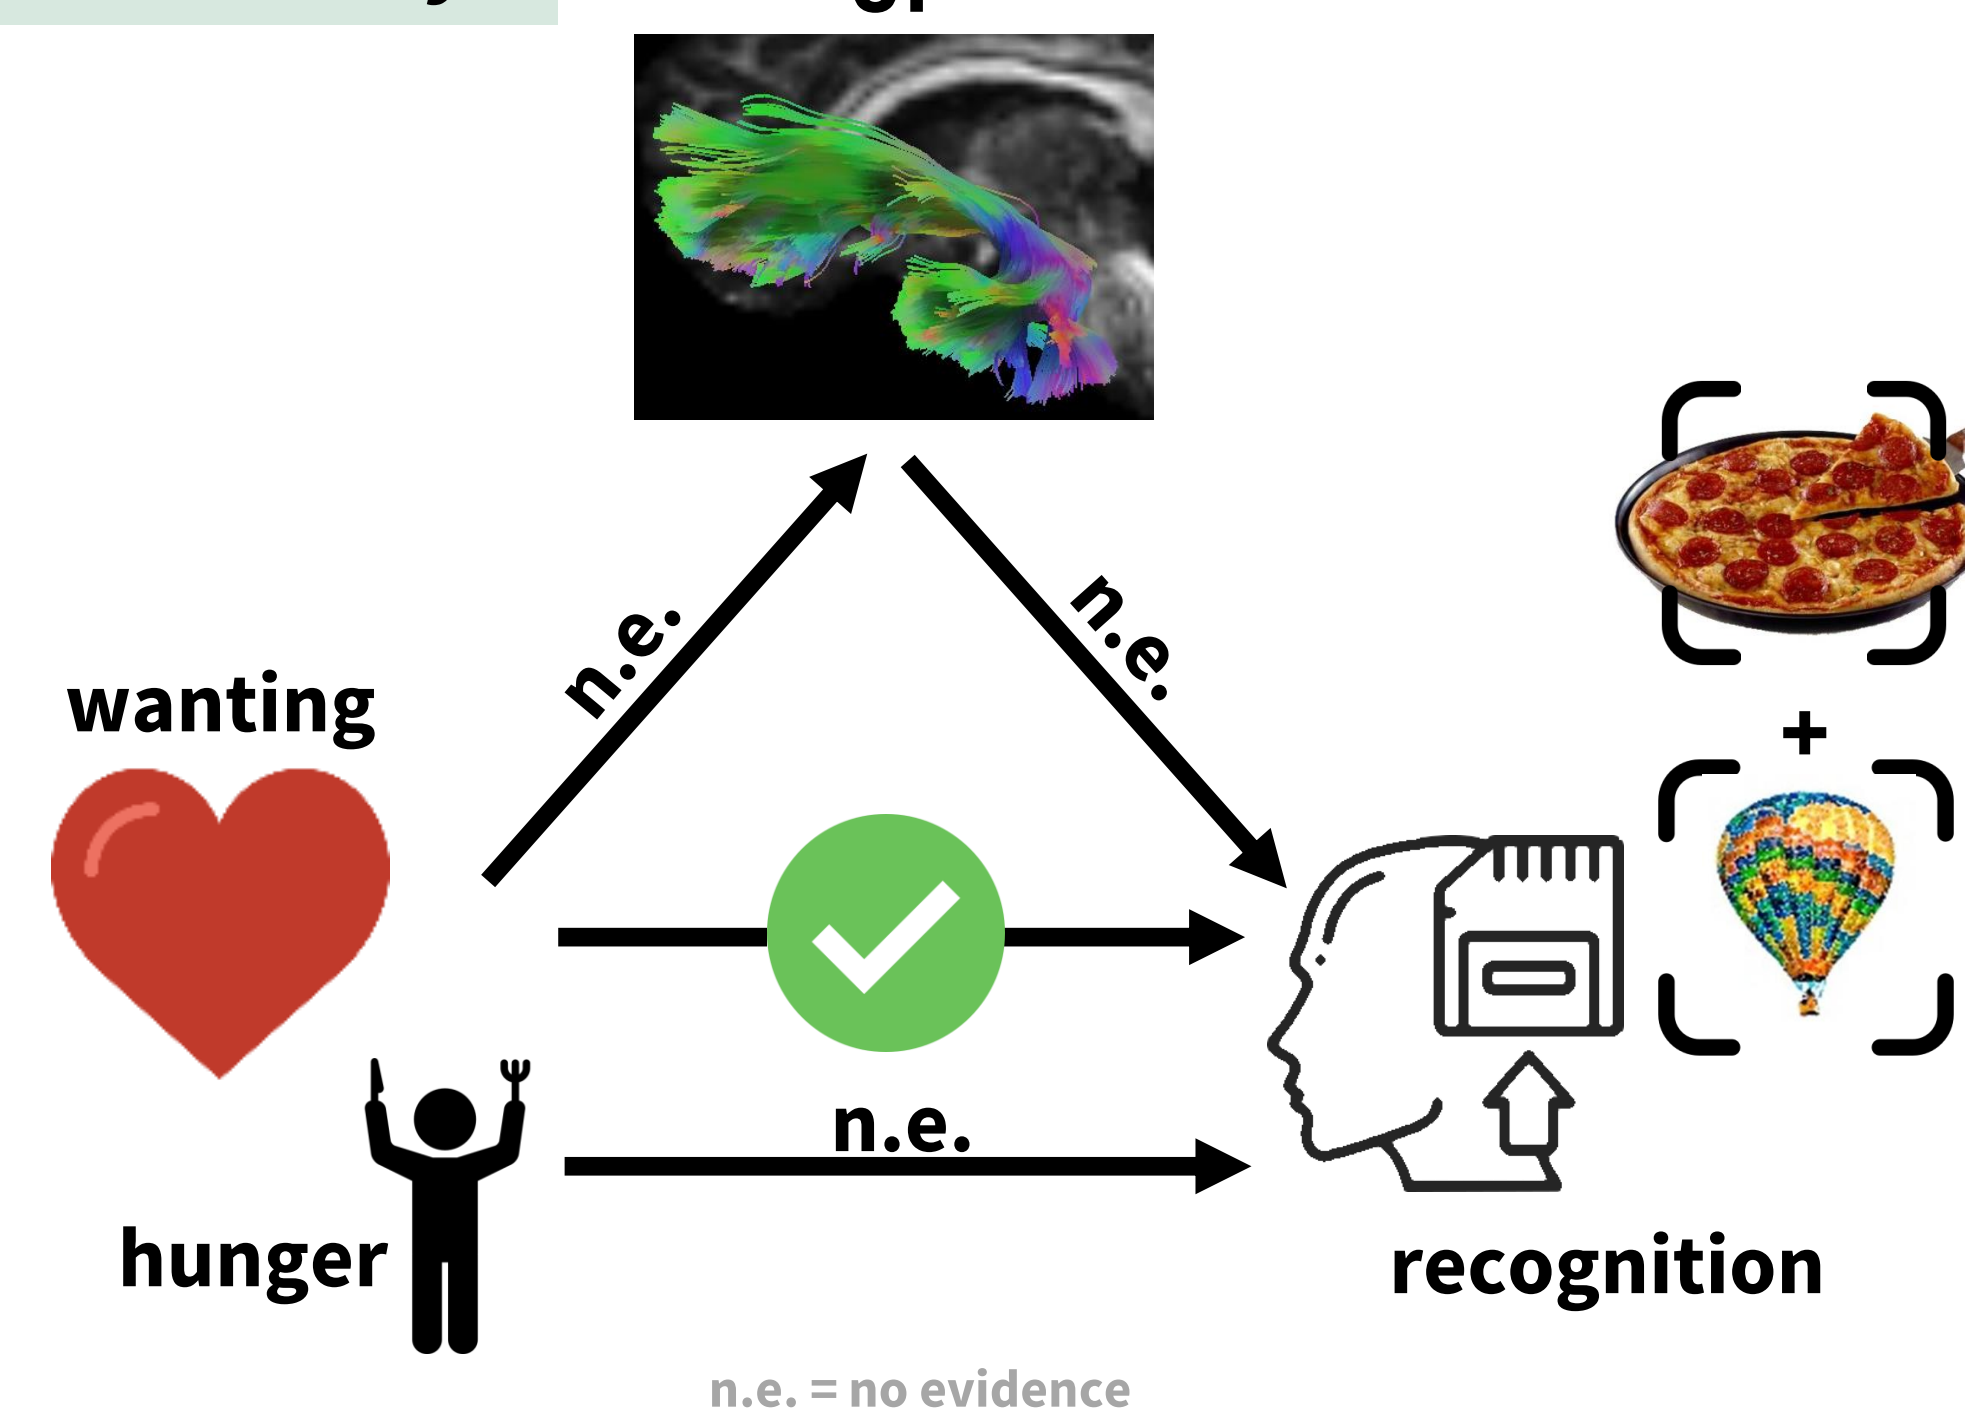 n.e.
n.e.
wanting
+
n.e.
hunger
recognition
n.e. = no evidence